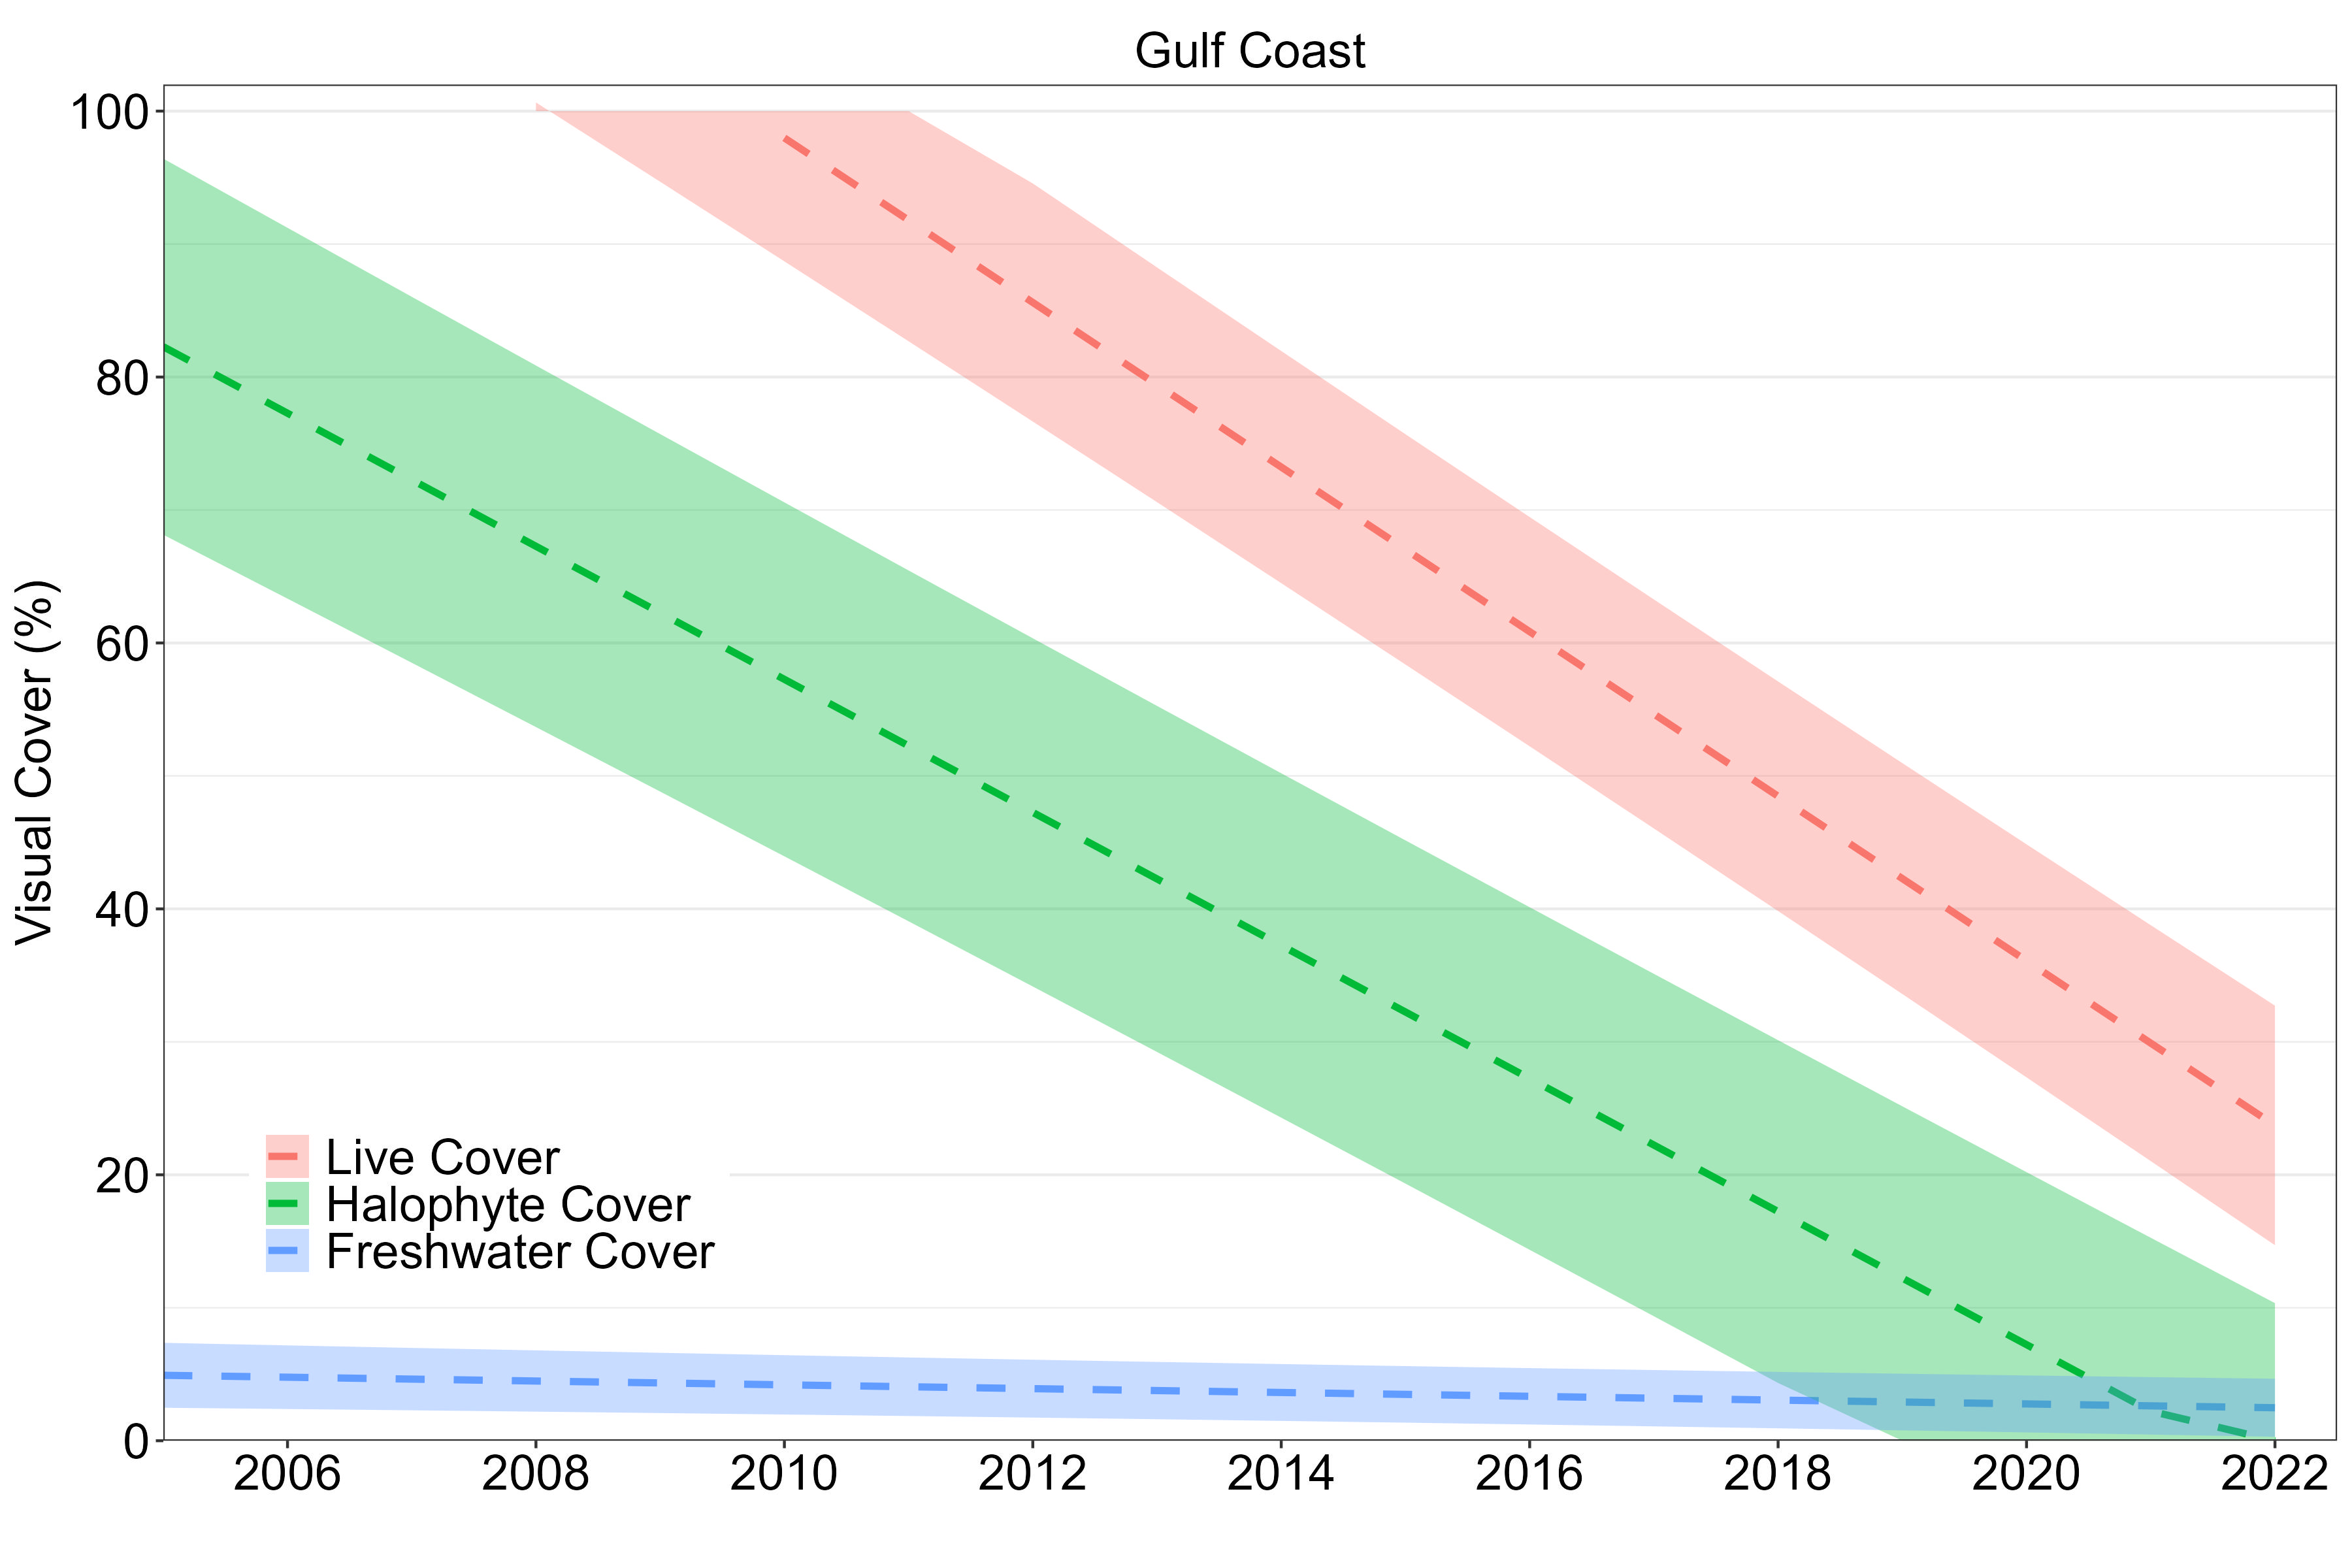 Gulf Coast
Visual Cover (%)
100
80
60
40
20
0
Live Cover
Halophyte Cover
Freshwater Cover
2006 2008 2010 2012 2014 2016 2018 2020 2022